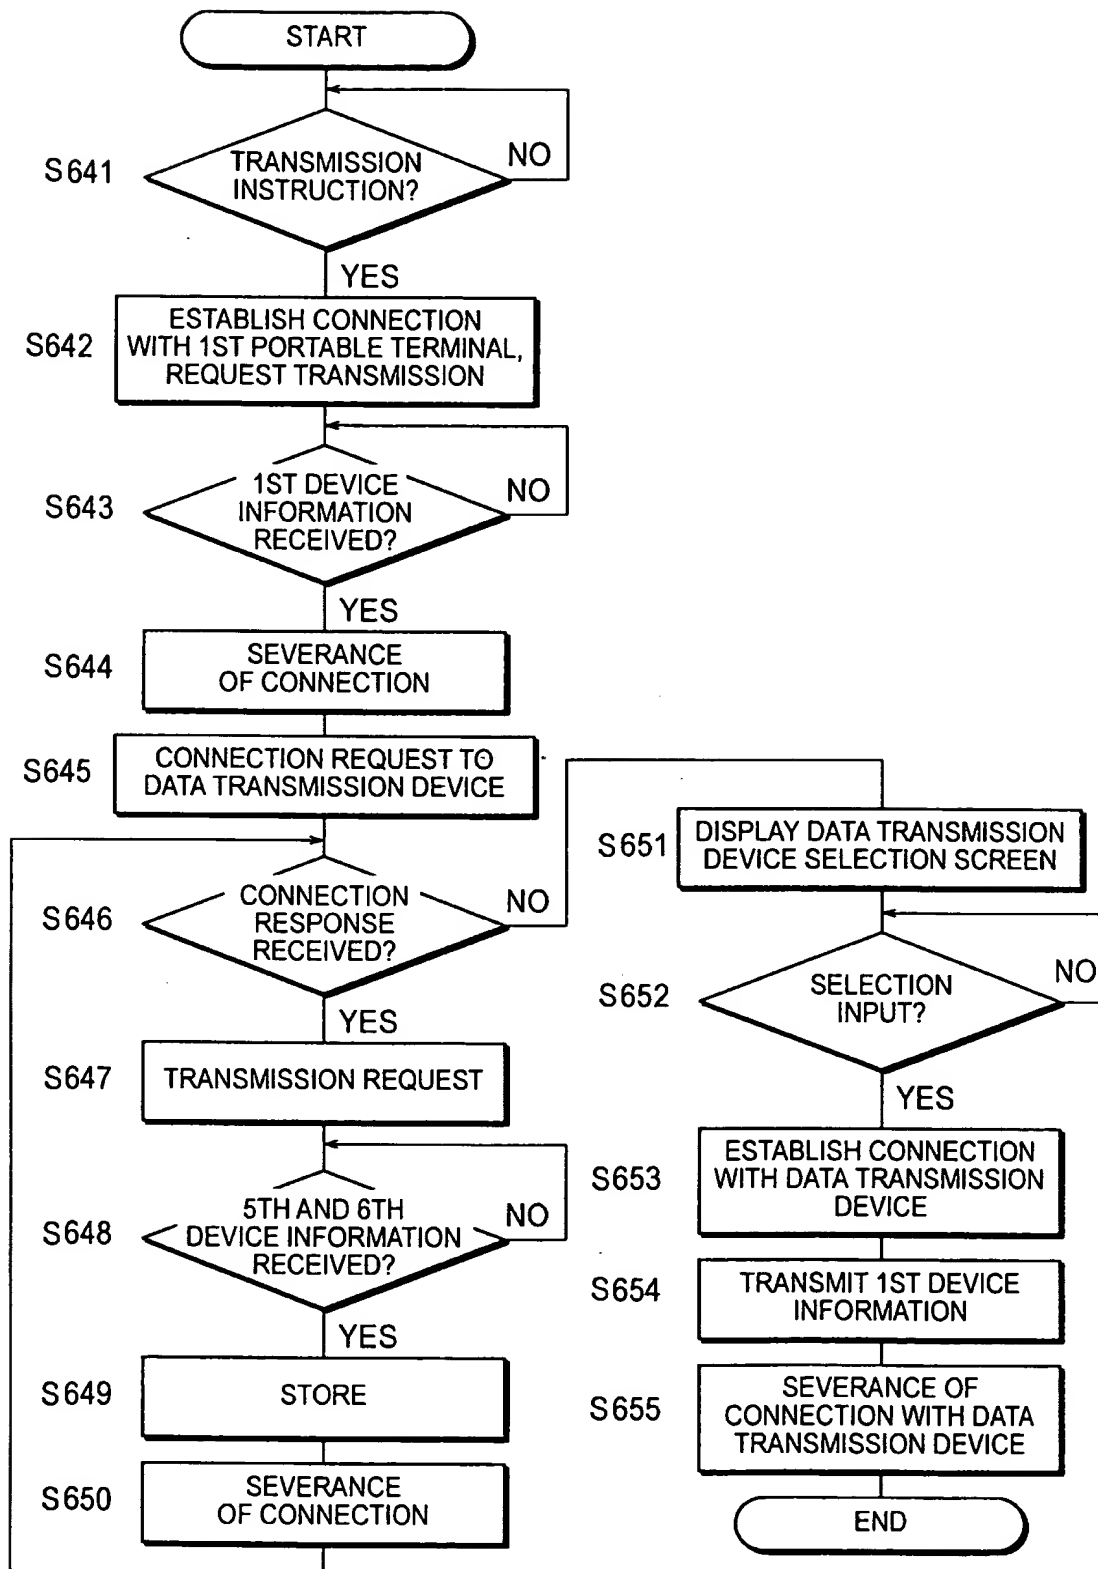 START
S641
TRANSMISSION
INSTRUCTION?
NO
YES
S642
ESTABLISH CONNECTION
WITH 1ST PORTABLE TERMINAL,
REQUEST TRANSMISSION
S643
1ST DEVICE
INFORMATION
RECEIVED?
NO
YES
S644
SEVERANCE
OF CONNECTION
S645
CONNECTION REQUEST TO
DATA TRANSMISSION DEVICE
S646
CONNECTION
RESPONSE
RECEIVED?
NO
YES
S647
TRANSMISSION REQUEST
S648
5TH AND 6TH
DEVICE INFORMATION
RECEIVED?
NO
YES
S649
STORE
S650
SEVERANCE
OF CONNECTION
S651
DISPLAY DATA TRANSMISSION
DEVICE SELECTION SCREEN
S652
SELECTION
INPUT?
NO
YES
S653
ESTABLISH CONNECTION
WITH DATA TRANSMISSION
DEVICE
S654
TRANSMIT 1ST DEVICE
INFORMATION
S655
SEVERANCE OF
CONNECTION WITH DATA
TRANSMISSION DEVICE
END